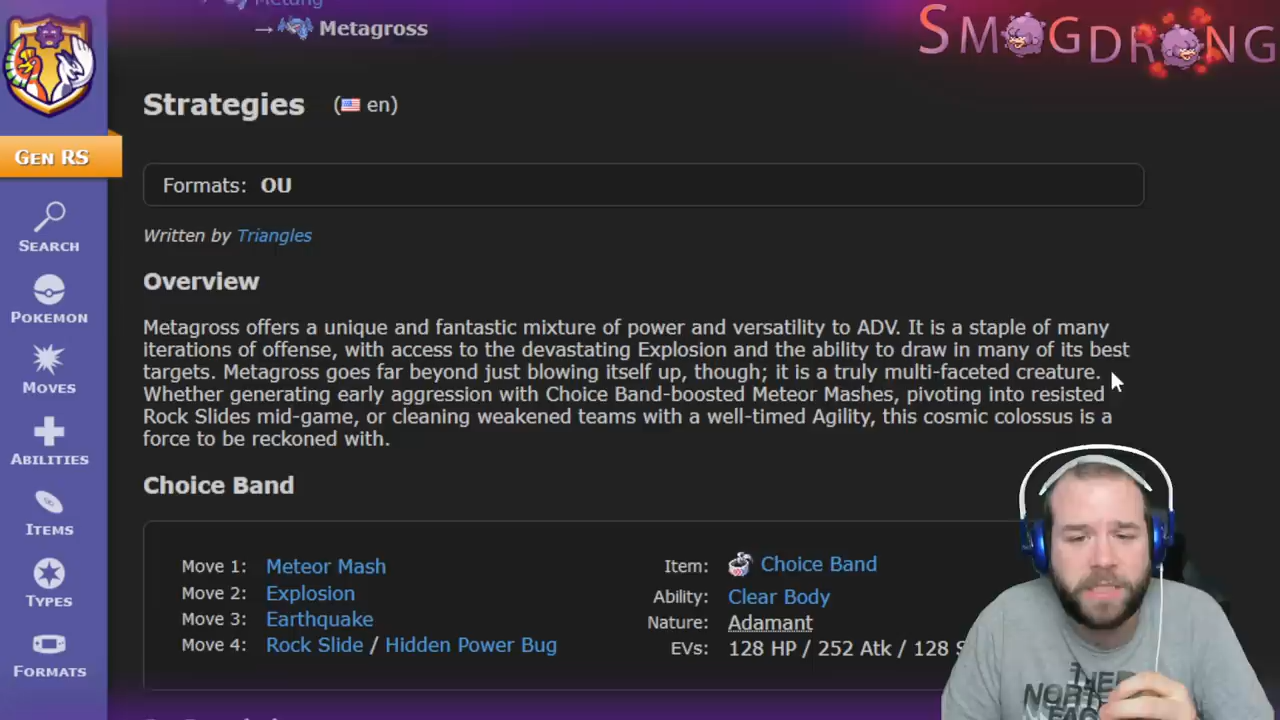 Metang
→ Metagross
SMOGDRONG
Strategies (en)
GEN RS
Formats: OU
SEARCH
Written by Triangles
Overview
POKEMON
Metagross offers a unique and fantastic mixture of power and versatility to ADV. It is a staple of many
iterations of offense, with access to the devastating Explosion and the ability to draw in many of its best
targets. Metagross goes far beyond just blowing itself up, though; it is a truly multi-faceted creature.
Whether generating early aggression with Choice Band-boosted Meteor Mashes, pivoting into resisted
Rock Slides mid-game, or cleaning weakened teams with a well-timed Agility, this cosmic colossus is a
force to be reckoned with.
MOVES
ABILITIES
Choice Band
ITEMS
Move 1: Meteor Mash
Move 2: Explosion
Move 3: Earthquake
Move 4: Rock Slide / Hidden Power Bug
Item: Choice Band
Ability: Clear Body
Nature: Adamant
EVs: 128 HP / 252 Atk / 128 S
TYPES
FORMATS
THE
NORTH
FACE